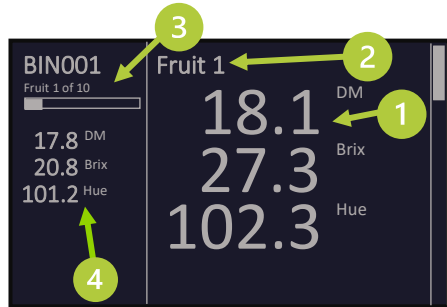 3
BIN001
Fruit 1 of 10
17.8 DM
20.8 Brix
101.2 Hue
4
Fruit 1
2
18.1 DM
1
27.3 Brix
102.3 Hue